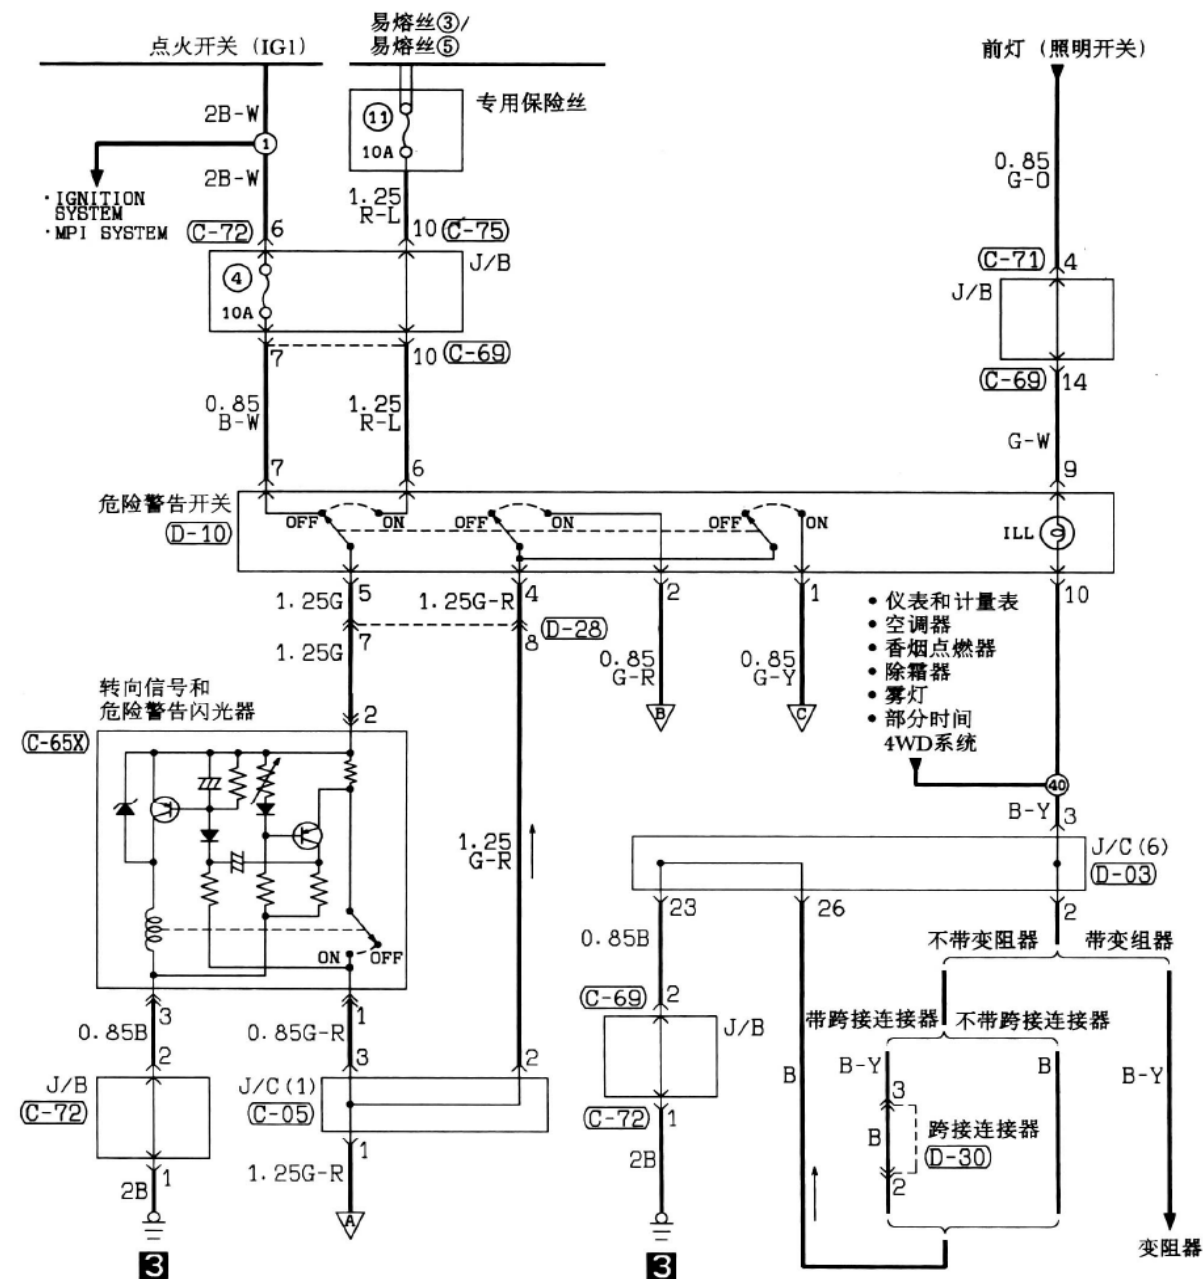 易熔丝③/
点火开关 (IG1)
易熔丝⑤
前灯 (照明开关)
2B-W
11
10A
专用保险丝
1
2B-W
0.85
G-O
·IGNITION
SYSTEM
·MPI SYSTEM
1.25
R-L
C-72
6
10
C-75
J/B
4
10A
C-71
4
J/B
7
10
C-69
C-69
14
0.85
B-W
1.25
R-L
G-W
7
6
9
危险警告开关
D-10
OFF
ON
OFF
ON
OFF
ON
ILL
5
4
2
1
10
1.25G
1.25G-R
7
8
D-28
1.25G
0.85
G-R
0.85
G-Y
B
C
• 仪表和计量表
• 空调器
• 香烟点燃器
• 除霜器
• 雾灯
• 部分时间
4WD系统
转向信号和
危险警告闪光器
C-65X
2
40
B-Y
3
1.25
G-R
J/C(6)
D-03
23
26
2
ON
OFF
0.85B
不带变阻器
带变组器
3
1
0.85B
0.85G-R
2
3
2
C-69
2
J/B
带跨接连接器
不带跨接连接器
J/B
C-72
J/C(1)
C-05
B
B-Y
B
B-Y
3
B
2
跨接连接器
D-30
C-72
1
1
2B
1
1.25G-R
2B
A
3
3
变阻器